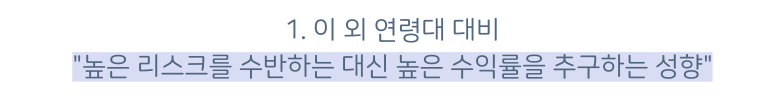 1. 이 외 연령대 대비
"높은 리스크를 수반하는 대신 높은 수익률을 추구하는 성향"